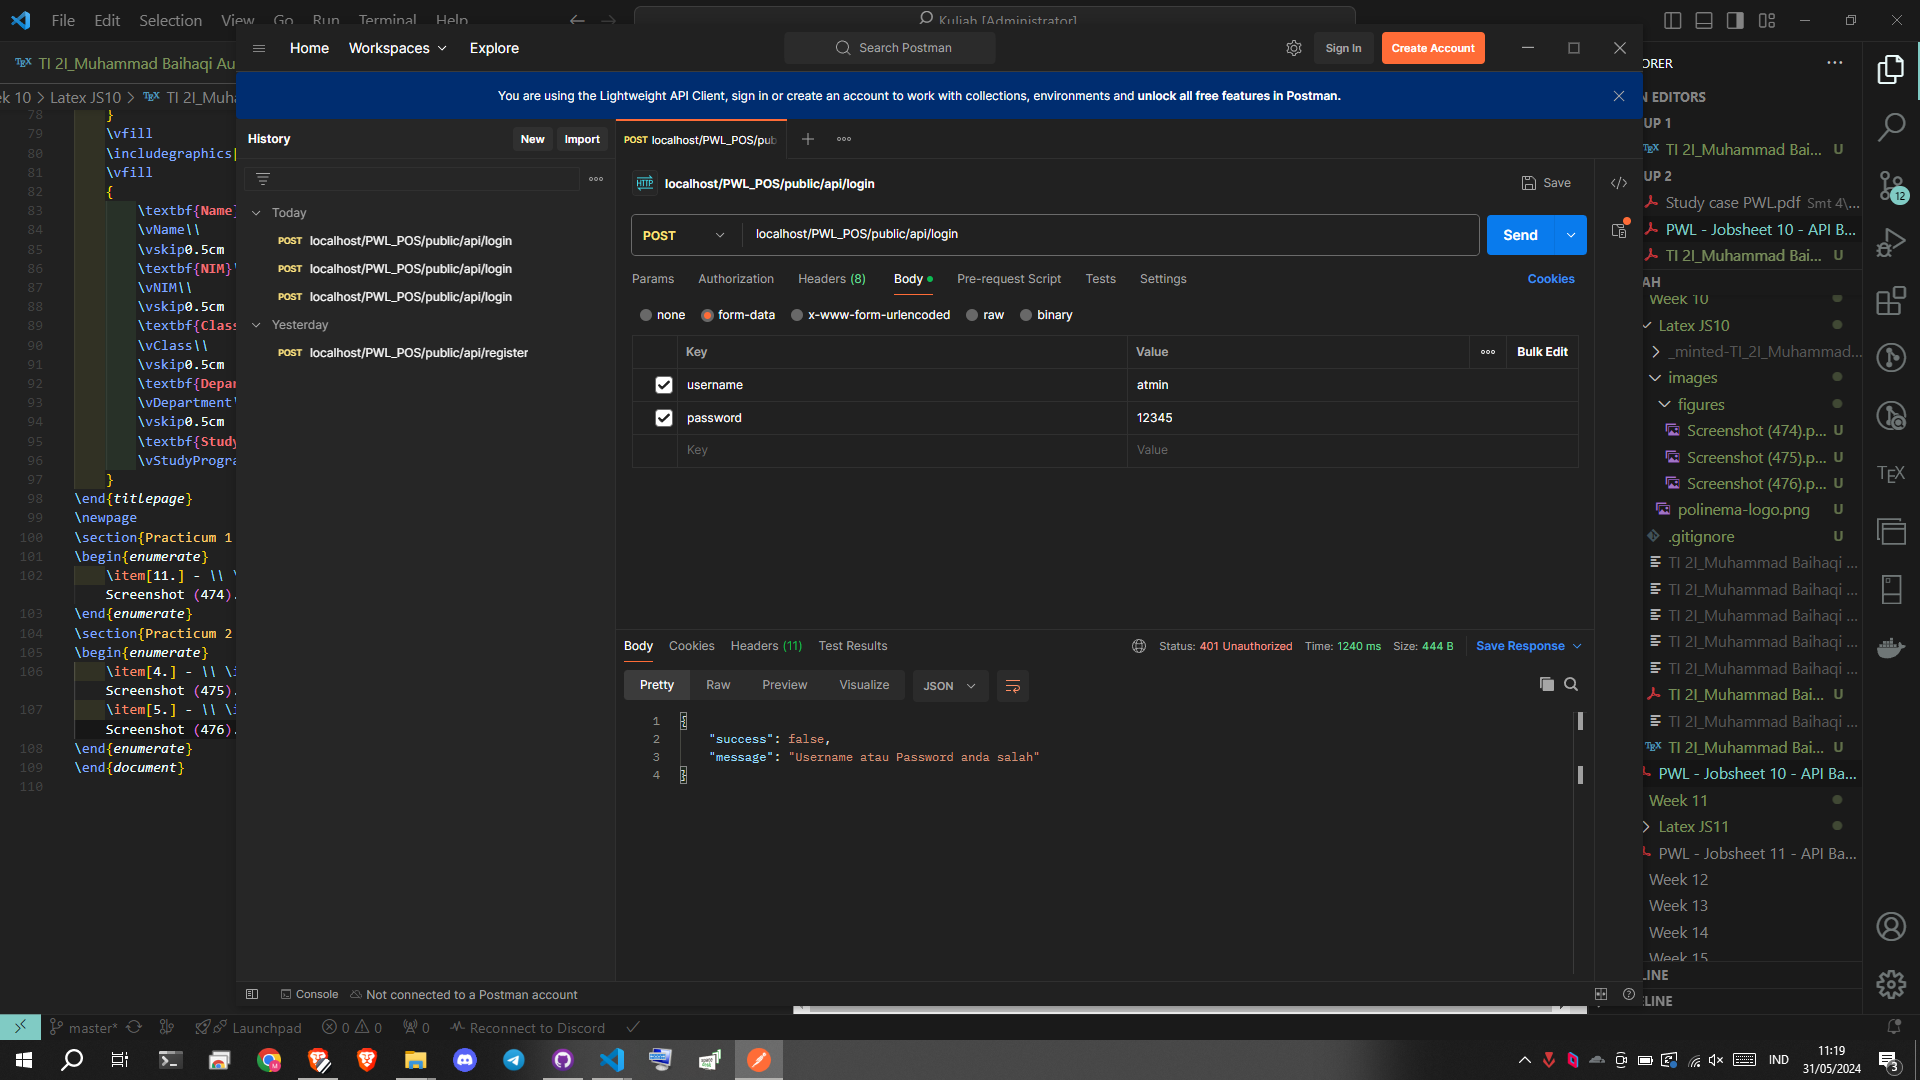 File Edit Selection View Go Run Terminal Help
Kuliah [Administrator]
TI 2I_Muhammad Baihaqi Au
ek 10 > Latex JS10 > TI 2I_Muha
78 }
79 \vfill
80 \includegraphics[
81 \vfill
82 {
83 \textbf{Name}
84 \vName\\
85 \vskip0.5cm
86 \textbf{NIM}
87 \vNIM\\
88 \vskip0.5cm
89 \textbf{Class
90 \vClass\\
91 \vskip0.5cm
92 \textbf{Depar
93 \vDepartment\
94 \vskip0.5cm
95 \textbf{Study
96 \vStudyProgra
97 }
98 \end{titlepage}
99 \newpage
100 \section{Practicum 1
101 \begin{enumerate}
102 \item[11.] - \\ \
Screenshot (474).
103 \end{enumerate}
104 \section{Practicum 2
105 \begin{enumerate}
106 \item[4.] - \\ \i
Screenshot (475).
107 \item[5.] - \\ \i
Screenshot (476).
108 \end{enumerate}
109 \end{document}
110
Home Workspaces Explore
Search Postman
Sign In
Create Account
You are using the Lightweight API Client, sign in or create an account to work with collections, environments and unlock all free features in Postman.
History
New
Import
Today
POST localhost/PWL_POS/public/api/login
POST localhost/PWL_POS/public/api/login
POST localhost/PWL_POS/public/api/login
Yesterday
POST localhost/PWL_POS/public/api/register
POST localhost/PWL_POS/pub
HTTP localhost/PWL_POS/public/api/login
Save
POST localhost/PWL_POS/public/api/login
Send
Params Authorization Headers (8) Body Pre-request Script Tests Settings
Cookies
none form-data x-www-form-urlencoded raw binary
Key Value Bulk Edit
username atmin
password 12345
Key Value
Body Cookies Headers (11) Test Results
Status: 401 Unauthorized Time: 1240 ms Size: 444 B Save Response
Pretty Raw Preview Visualize JSON
1 {
2 "success": false,
3 "message": "Username atau Password anda salah"
4 }
Console Not connected to a Postman account
ORER
N EDITORS
UP 1
TI 2I_Muhammad Bai... U
UP 2
Study case PWL.pdf Smt 4\...
PWL - Jobsheet 10 - API B...
TI 2I_Muhammad Bai... U
AH
Week 10
Latex JS10
_minted-TI_2I_Muhammad...
images
figures
Screenshot (474).p... U
Screenshot (475).p... U
Screenshot (476).p... U
polinema-logo.png U
.gitignore U
TI 2I_Muhammad Baihaqi ...
TI 2I_Muhammad Baihaqi ...
TI 2I_Muhammad Baihaqi ...
TI 2I_Muhammad Baihaqi ...
TI 2I_Muhammad Baihaqi ...
TI 2I_Muhammad Bai... U
TI 2I_Muhammad Baihaqi ...
TI 2I_Muhammad Bai... U
PWL - Jobsheet 10 - API Ba...
Week 11
Latex JS11
PWL - Jobsheet 11 - API Ba...
Week 12
Week 13
Week 14
Week 15
LINE
ELINE
12
TEX
master* Launchpad 0 0 0 Reconnect to Discord
IND
11:19
31/05/2024
3